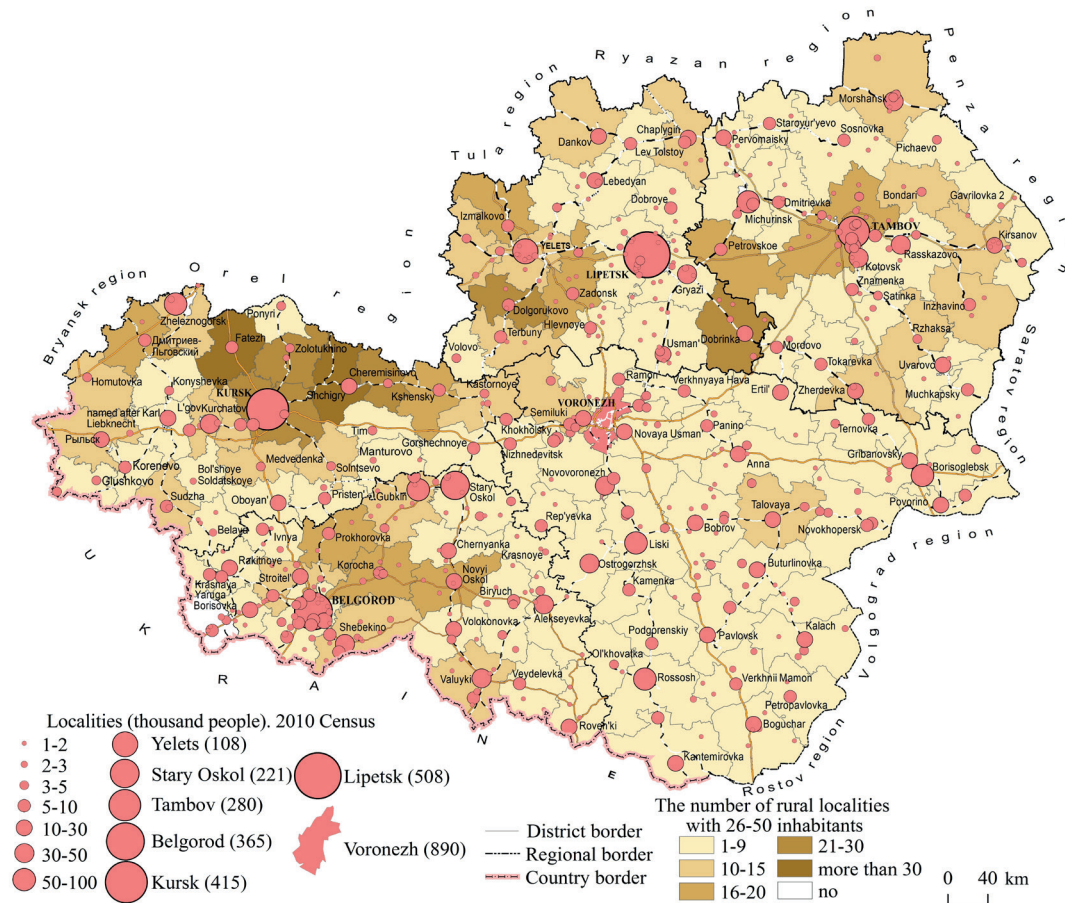 Ryazan region
Penza region
Tula region
Orel region
Bryansk region
Saratov region
Volgograd region
Rostov region
UKRAINE
Morshansk
Staroyur'yevo
Sosnovka
Pervomaisky
Pichaevo
Chaplygin
Dankov
Lev Tolstoy
Lebedyan
Dobroye
Bondari
Gavrilovka 2
Dmitrievka
Michurinsk
TAMBOV
Kirsanov
Izmalkovo
YELETS
Petrovskoe
Rasskazovo
LIPETSK
Kotovsk
Gryazi
Znamenka
Zadonsk
Satinka
Inzhavino
Dolgorukovo
Hlevnoye
Terbuny
Dobrinka
Rzhaksa
Usman'
Mordovo
Volovo
Tokarevka
Uvarovo
Zherdevka
Muchkapsky
Ponyri
Zheleznogorsk
Дмитриев-
Льговский
Fatezh
Zolotukhino
Homutovka
Konyshevka
Cheremisinovo
Kastornoye
KURSK
Shchigry
Kshensky
named after Karl
Liebknecht
L'gov
Kurchatov
Рыльск
Tim
Gorshechnoye
Korenevo
Medvedenka
Manturovo
Glushkovo
Bol'shoye
Soldatskoye
Solntsevo
Sudzha
Oboyan'
Pristen'
Ramon'
Verkhnyaya Hava
Ertil'
VORONEZH
Semiluki
Khokholsky
Nizhnedevitsk
Novaya Usman'
Panino
Ternovka
Gribanovsky
Borisoglebsk
Anna
Povorino
Novovoronezh
Talovaya
Novokhopersk
Rep'yevka
Bobrov
Liski
Ostrogorzhsk
Buturlinovka
Kamenka
Kalach
Podgorenskiy
Pavlovsk
Ol'khovatka
Rossosh
Verkhnii Mamon
Petropavlovka
Boguchar
Kantemirovka
Gubkin
Stary
Oskol
Belaya
Ivnya
Prokhorovka
Chernyanka
Krasnoye
Rakitnoye
Stroitel'
Korocha
Novyi
Oskol
Krasnaya
Yaruga
Borisovka
BELGOROD
Biryuch
Alekseyevka
Shebekino
Volokonovka
Valuyki
Veydelevka
Roven'ki
Localities (thousand people). 2010 Census
1-2
2-3
3-5
5-10
10-30
30-50
50-100
Yelets (108)
Stary Oskol (221)
Tambov (280)
Belgorod (365)
Kursk (415)
Lipetsk (508)
Voronezh (890)
District border
Regional border
Country border
The number of rural localities
with 26-50 inhabitants
1-9
10-15
16-20
21-30
more than 30
no
0 40 km